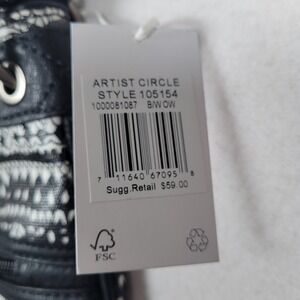 ARTIST CIRCLE
STYLE 105154
1000081087 B/W OW
7 11640 67095 8
Sugg. Retail $59.00
FSC